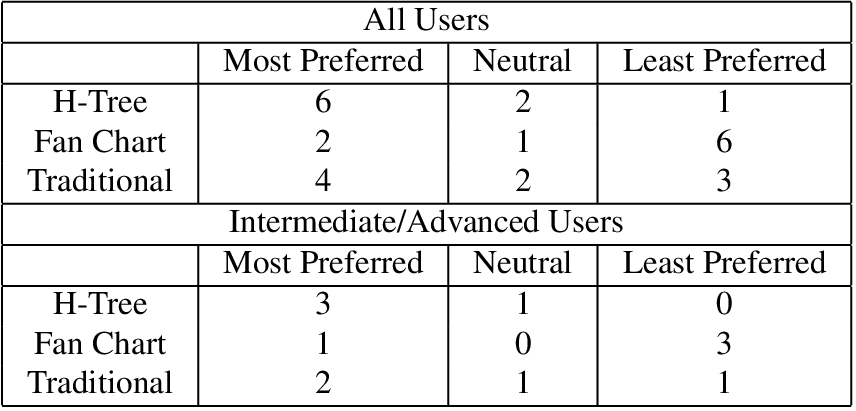 All Users
Most Preferred Neutral Least Preferred
H-Tree 6 2 1
Fan Chart 2 1 6
Traditional 4 2 3
Intermediate/Advanced Users
Most Preferred Neutral Least Preferred
H-Tree 3 1 0
Fan Chart 1 0 3
Traditional 2 1 1